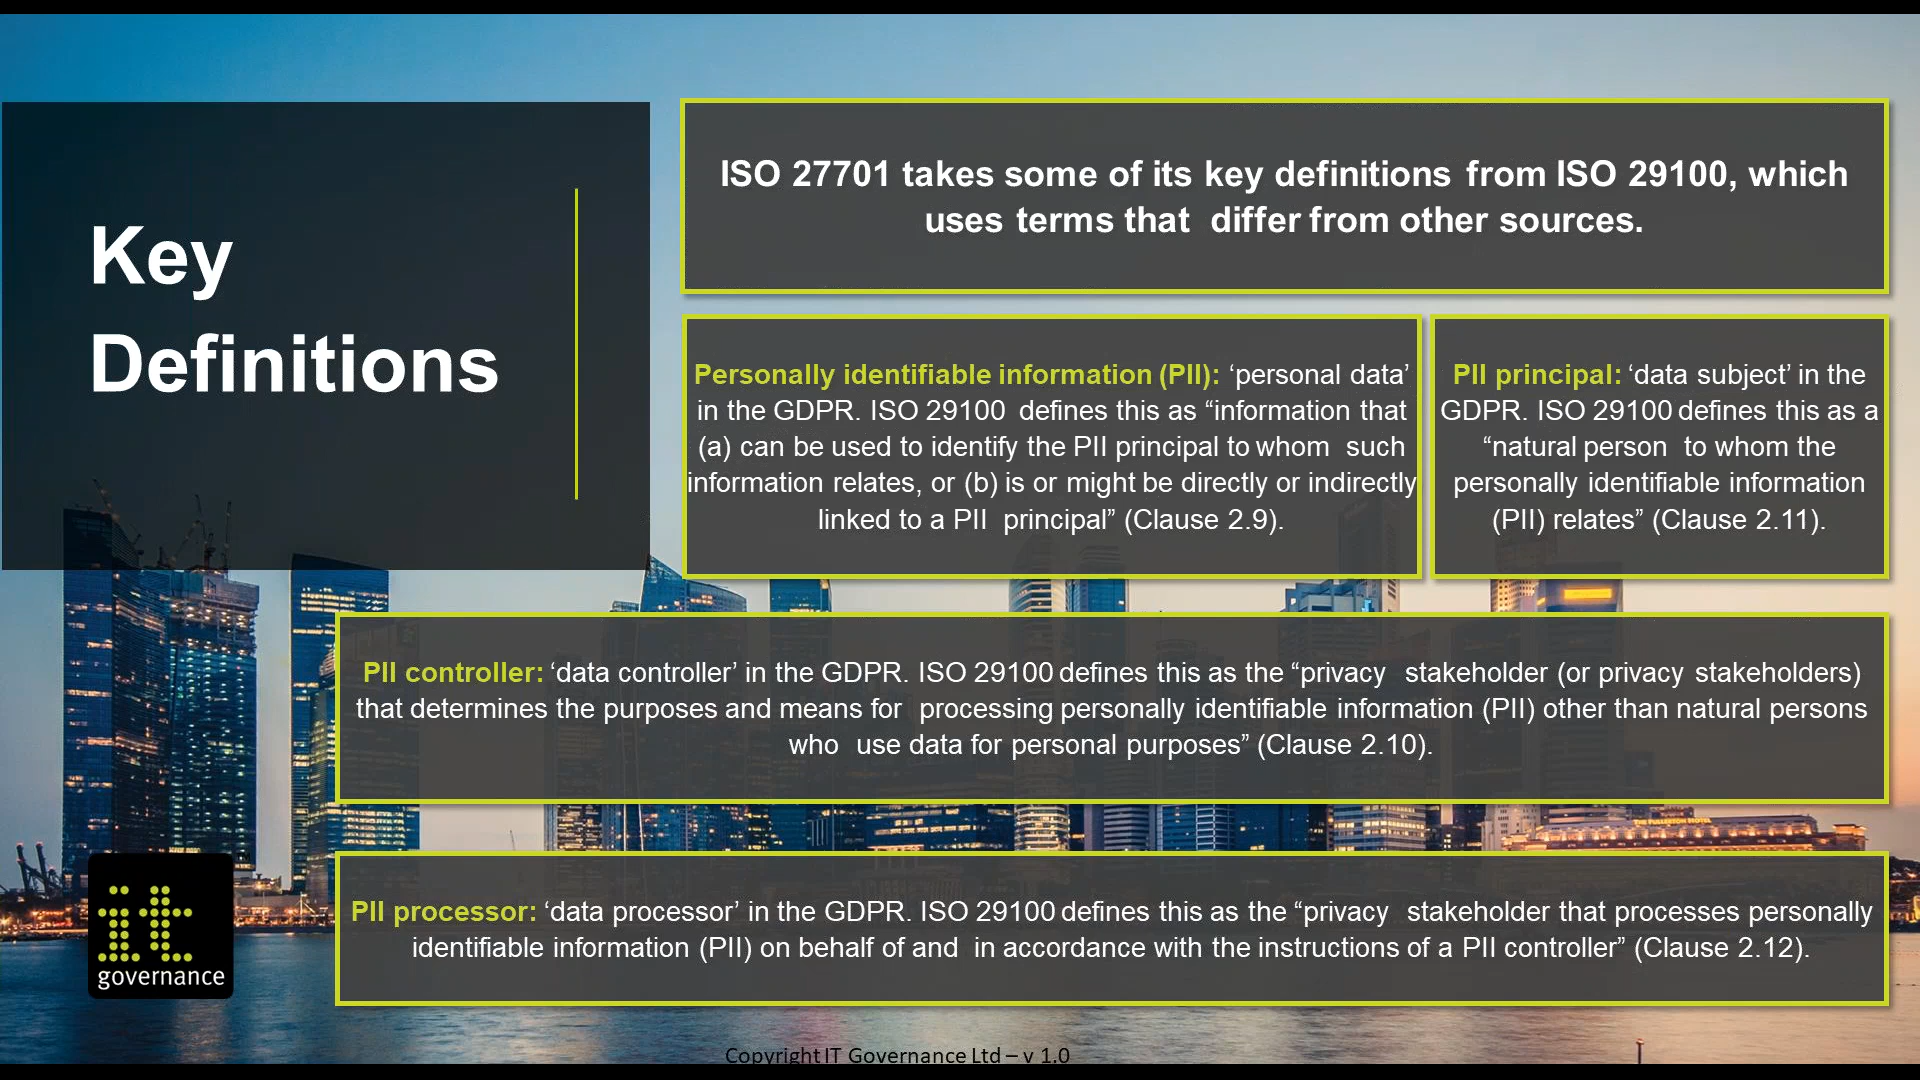 Key
Definitions
ISO 27701 takes some of its key definitions from ISO 29100, which
uses terms that differ from other sources.
Personally identifiable information (PII): ‘personal data’
in the GDPR. ISO 29100 defines this as “information that
(a) can be used to identify the PII principal to whom such
information relates, or (b) is or might be directly or indirectly
linked to a PII principal” (Clause 2.9).
PII principal: ‘data subject’ in the
GDPR. ISO 29100 defines this as a
“natural person to whom the
personally identifiable information
(PII) relates” (Clause 2.11).
PII controller: ‘data controller’ in the GDPR. ISO 29100 defines this as the “privacy stakeholder (or privacy stakeholders)
that determines the purposes and means for processing personally identifiable information (PII) other than natural persons
who use data for personal purposes” (Clause 2.10).
PII processor: ‘data processor’ in the GDPR. ISO 29100 defines this as the “privacy stakeholder that processes personally
identifiable information (PII) on behalf of and in accordance with the instructions of a PII controller” (Clause 2.12).
it
governance
THE FULLERTON HOTEL
Copyright IT Governance Ltd – v 1.0